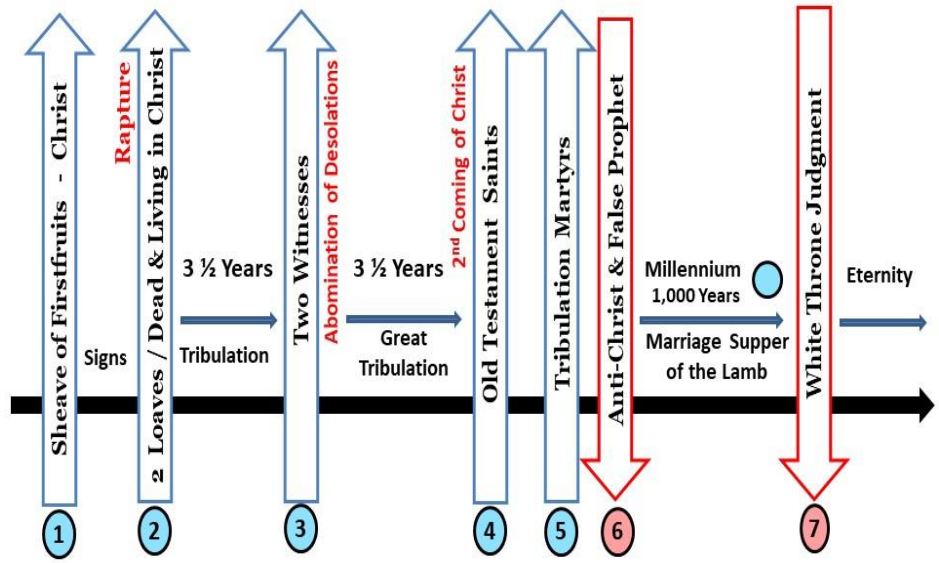 Sheave of Firstfruits - Christ
Signs
Rapture
2 Loaves / Dead & Living in Christ
3 ½ Years
Tribulation
Two Witnesses
Abomination of Desolations
3 ½ Years
Great
Tribulation
2nd Coming of Christ
Old Testament Saints
Tribulation Martyrs
Anti-Christ & False Prophet
Millennium
1,000 Years
Marriage Supper
of the Lamb
White Throne Judgment
Eternity
1
2
3
4
5
6
7